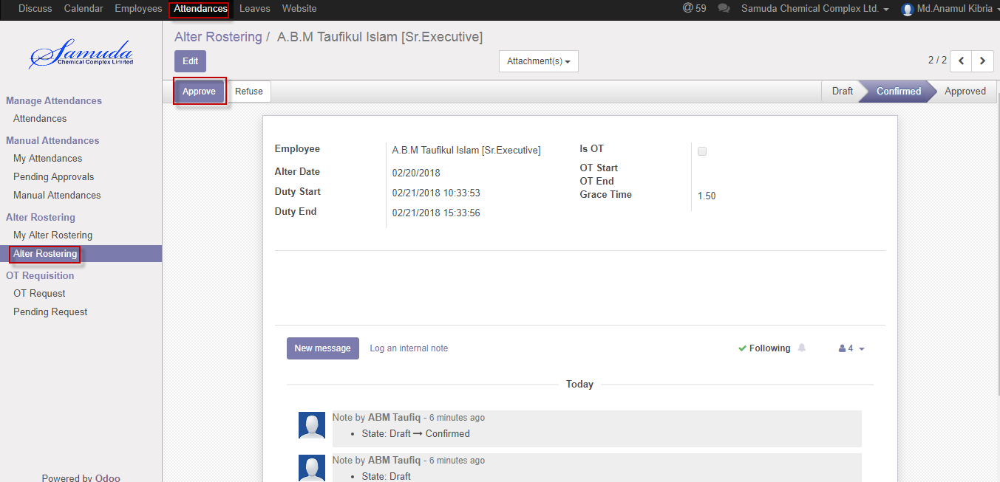 Discuss Calendar Employees Attendances Leaves Website @ 59 Samuda Chemical Complex Ltd. Md.Anamul Kibria
Samuda
Chemical Complex Limited
Manage Attendances
Attendances
Manual Attendances
My Attendances
Pending Approvals
Manual Attendances
Alter Rostering
My Alter Rostering
Alter Rostering
OT Requisition
OT Request
Pending Request
Powered by Odoo
Alter Rostering / A.B.M Taufikul Islam [Sr.Executive]
Edit Attachment(s) 2 / 2
Approve Refuse Draft Confirmed Approved
Employee A.B.M Taufikul Islam [Sr.Executive]
Alter Date 02/20/2018
Duty Start 02/21/2018 10:33:53
Duty End 02/21/2018 15:33:56
Is OT
OT Start
OT End
Grace Time 1.50
New message Log an internal note Following 4
Today
Note by ABM Taufiq - 6 minutes ago
• State: Draft → Confirmed
Note by ABM Taufiq - 6 minutes ago
• State: Draft